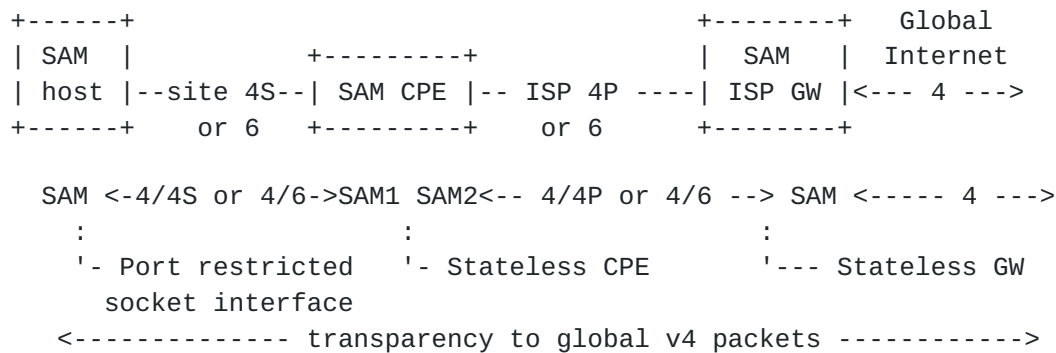 +------+                                  +--------+   Global
| SAM  |            +---------+             |  SAM   |  Internet
| host |--site 4S--| SAM CPE |-- ISP 4P ----| ISP GW |<--- 4 --->
+------+    or 6   +---------+    or 6      +--------+
SAM <-4/4S or 4/6->SAM1 SAM2<-- 4/4P or 4/6 --> SAM <----- 4 --->
:                   :                     :
'- Port restricted   '- Stateless CPE       '--- Stateless GW
socket interface
<-------------- transparency to global v4 packets ------------>